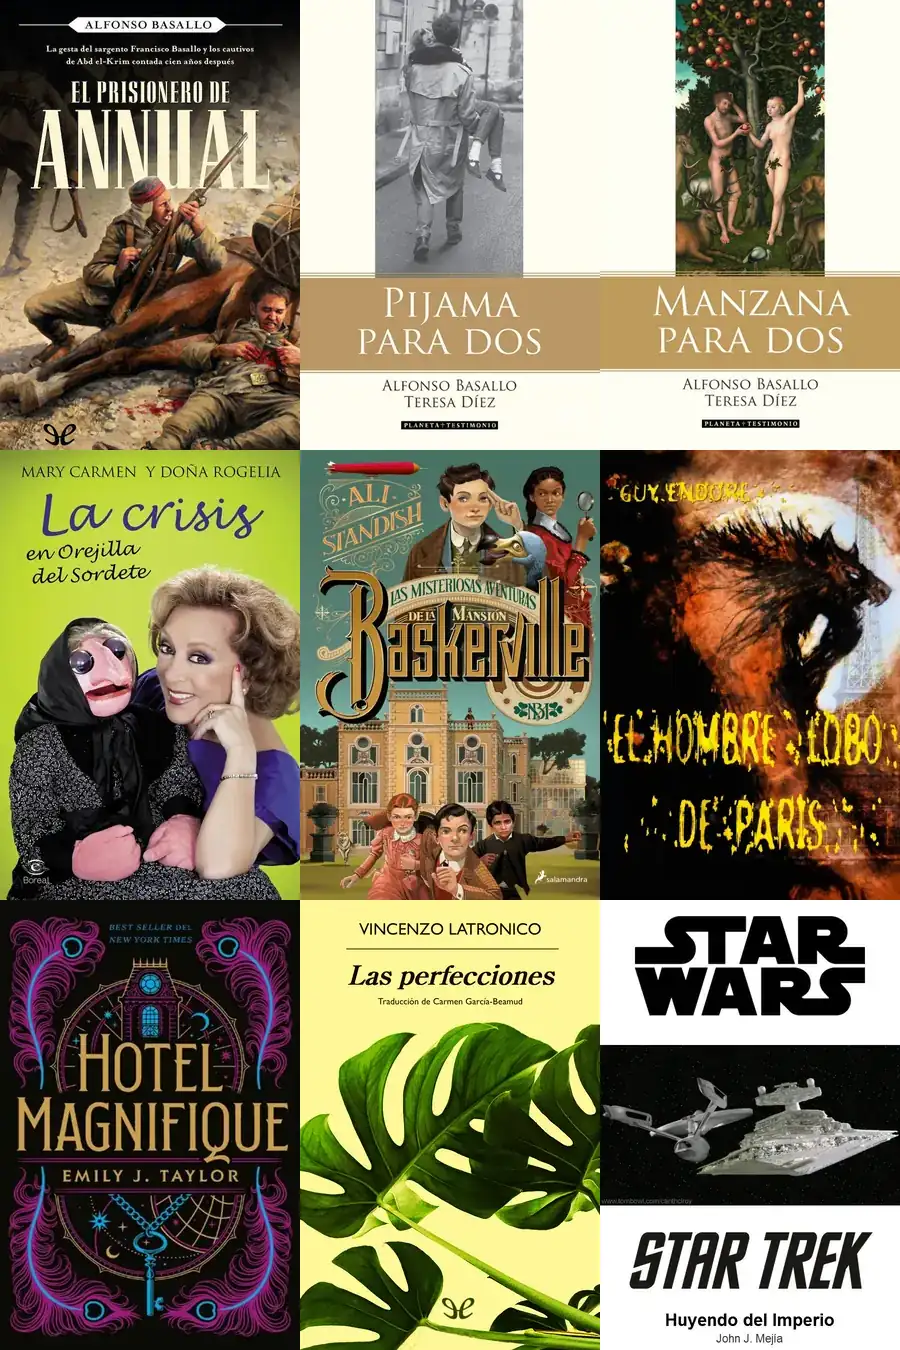 ALFONSO BASALLO
La gesta del sargento Francisco Basallo y los cautivos
de Abd el-Krim contada cien años después
EL PRISIONERO DE
ANNUAL
PIJAMA
PARA DOS
ALFONSO BASALLO
TERESA DÍEZ
PLANETA+TESTIMONIO
MANZANA
PARA DOS
ALFONSO BASALLO
TERESA DÍEZ
PLANETA+TESTIMONIO
MARY CARMEN Y DOÑA ROGELIA
La crisis
en Orejilla
del Sordete
Boreal
ALI
STANDISH
LAS MISTERIOSAS AVENTURAS
DE LA MANSIÓN
Baskerville
Nº1
salamandra
GUY ENDORE
EL HOMBRE LOBO
DE PARIS
BEST SELLER DEL
NEW YORK TIMES
HOTEL
MAGNIFIQUE
EMILY J. TAYLOR
VINCENZO LATRONICO
Las perfecciones
Traducción de Carmen García-Beamud
STAR
WARS
STAR TREK
Huyendo del Imperio
John J. Mejía